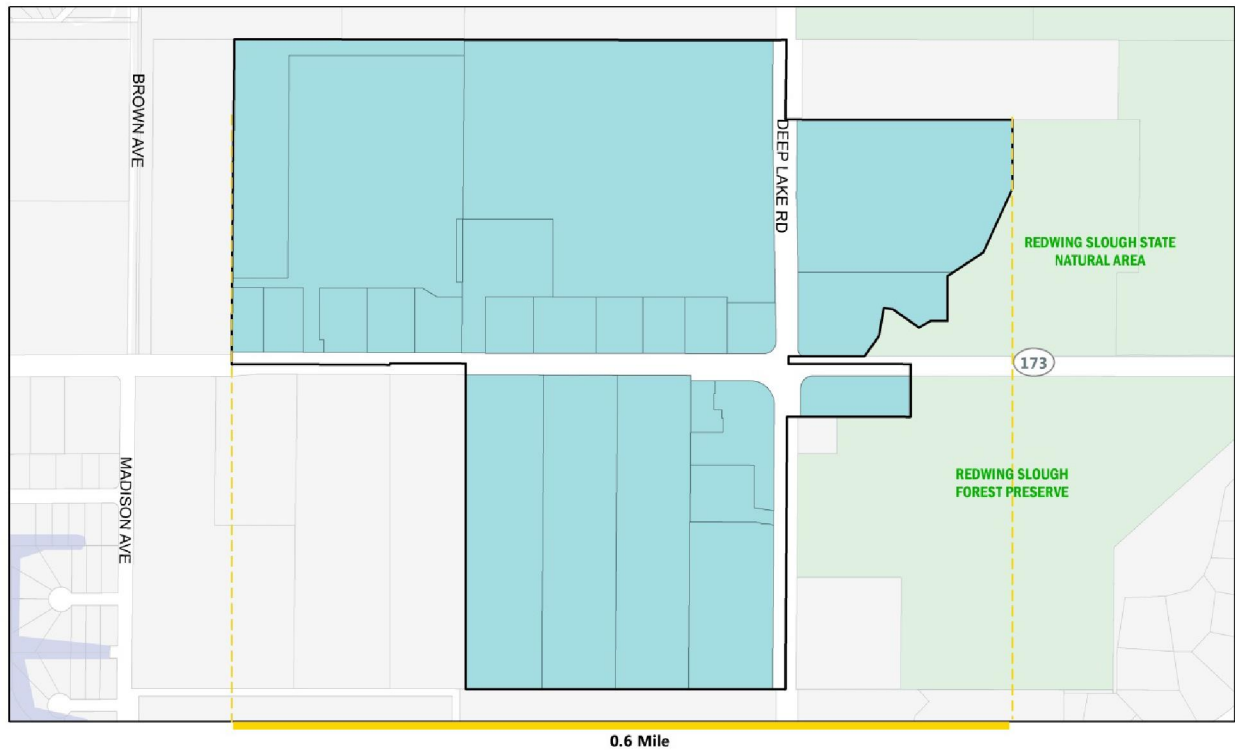 BROWN AVE
DEEP LAKE RD
REDWING SLOUGH STATE
NATURAL AREA
173
MADISON AVE
REDWING SLOUGH
FOREST PRESERVE
0.6 Mile